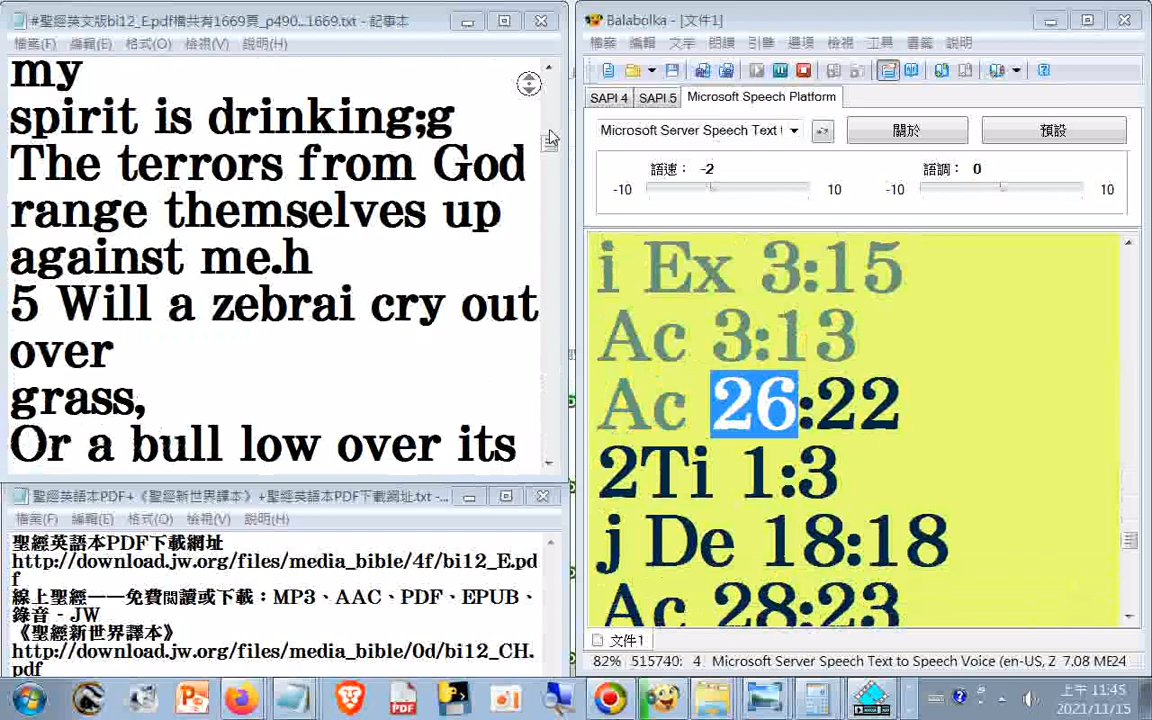 #聖經英文版bi12_E.pdf檔共有1669頁_p490...1669.txt - 記事本
檔案(F) 編輯(E) 格式(O) 檢視(V) 說明(H)
my
spirit is drinking;g
The terrors from God
range themselves up
against me.h
5 Will a zebrai cry out
over
grass,
Or a bull low over its
聖經英語本PDF+《聖經新世界譯本》+聖經英語本PDF下載網址.txt -...
檔案(F) 編輯(E) 格式(O) 檢視(V) 說明(H)
聖經英語本PDF下載網址
http://download.jw.org/files/media_bible/4f/bi12_E.pd
f
線上聖經──免費閱讀或下載：MP3、AAC、PDF、EPUB、
錄音 - JW
《聖經新世界譯本》
http://download.jw.org/files/media_bible/0d/bi12_CH.
pdf
Balabolka - [文件1]
檔案 編輯 文字 朗讀 引擎 選項 檢視 工具 書籤 說明
SAPI 4 SAPI 5 Microsoft Speech Platform
Microsoft Server Speech Text 關於 預設
語速： -2 語調： 0
-10 10 -10 10
i Ex 3:15
Ac 3:13
Ac 26:22
2Ti 1:3
j De 18:18
Ac 28:23
文件1
82% 515740: 4 Microsoft Server Speech Text to Speech Voice (en-US, Z 7.08 ME24
上午 11:45
2021/11/15